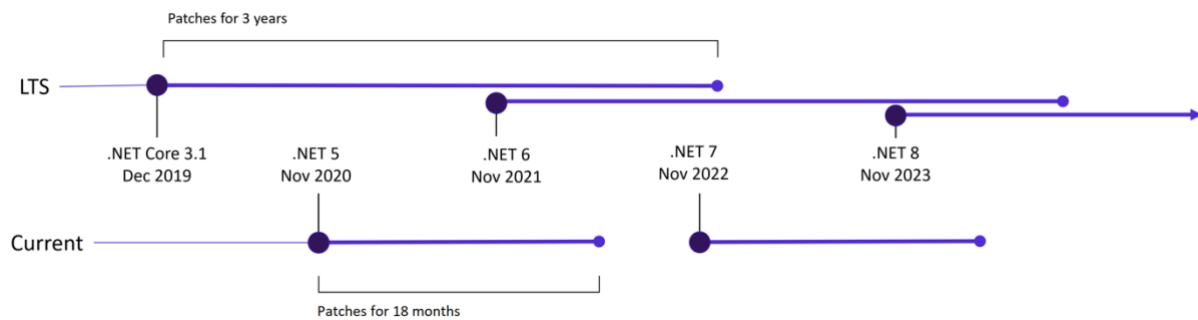 Patches for 3 years
LTS
.NET Core 3.1
Dec 2019
.NET 5
Nov 2020
.NET 6
Nov 2021
.NET 7
Nov 2022
.NET 8
Nov 2023
Current
Patches for 18 months